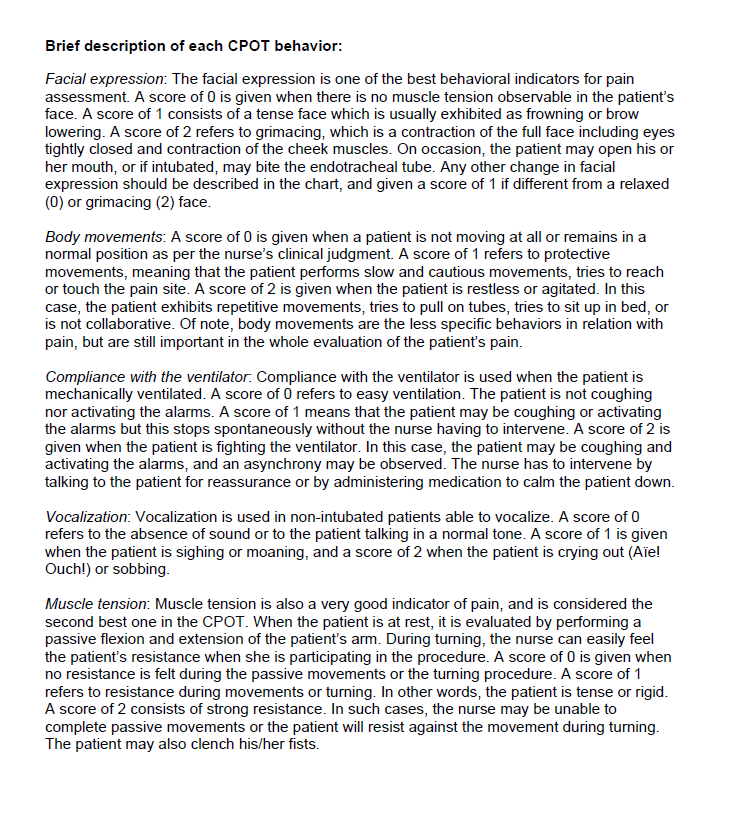 Brief description of each CPOT behavior:
Facial expression: The facial expression is one of the best behavioral indicators for pain
assessment. A score of 0 is given when there is no muscle tension observable in the patient's
face. A score of 1 consists of a tense face which is usually exhibited as frowning or brow
lowering. A score of 2 refers to grimacing, which is a contraction of the full face including eyes
tightly closed and contraction of the cheek muscles. On occasion, the patient may open his or
her mouth, or if intubated, may bite the endotracheal tube. Any other change in facial
expression should be described in the chart, and given a score of 1 if different from a relaxed
(0) or grimacing (2) face.
Body movements: A score of 0 is given when a patient is not moving at all or remains in a
normal position as per the nurse's clinical judgment. A score of 1 refers to protective
movements, meaning that the patient performs slow and cautious movements, tries to reach
or touch the pain site. A score of 2 is given when the patient is restless or agitated. In this
case, the patient exhibits repetitive movements, tries to pull on tubes, tries to sit up in bed, or
is not collaborative. Of note, body movements are the less specific behaviors in relation with
pain, but are still important in the whole evaluation of the patient's pain.
Compliance with the ventilator: Compliance with the ventilator is used when the patient is
mechanically ventilated. A score of 0 refers to easy ventilation. The patient is not coughing
nor activating the alarms. A score of 1 means that the patient may be coughing or activating
the alarms but this stops spontaneously without the nurse having to intervene. A score of 2 is
given when the patient is fighting the ventilator. In this case, the patient may be coughing and
activating the alarms, and an asynchrony may be observed. The nurse has to intervene by
talking to the patient for reassurance or by administering medication to calm the patient down.
Vocalization: Vocalization is used in non-intubated patients able to vocalize. A score of 0
refers to the absence of sound or to the patient talking in a normal tone. A score of 1 is given
when the patient is sighing or moaning, and a score of 2 when the patient is crying out (Aïe!
Ouch!) or sobbing.
Muscle tension: Muscle tension is also a very good indicator of pain, and is considered the
second best one in the CPOT. When the patient is at rest, it is evaluated by performing a
passive flexion and extension of the patient's arm. During turning, the nurse can easily feel
the patient's resistance when she is participating in the procedure. A score of 0 is given when
no resistance is felt during the passive movements or the turning procedure. A score of 1
refers to resistance during movements or turning. In other words, the patient is tense or rigid.
A score of 2 consists of strong resistance. In such cases, the nurse may be unable to
complete passive movements or the patient will resist against the movement during turning.
The patient may also clench his/her fists.